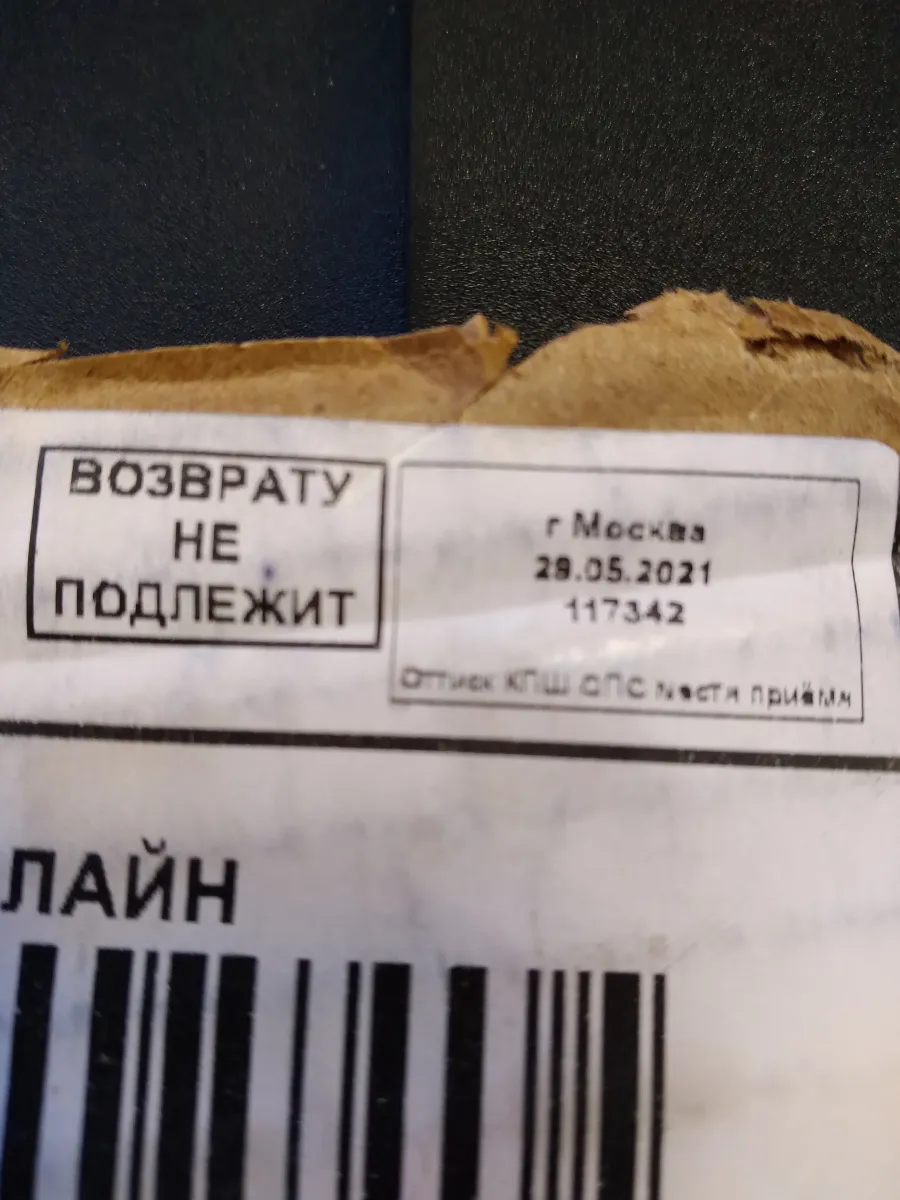 ВОЗВРАТУ
НЕ
ПОДЛЕЖИТ
г Москва
29.05.2021
117342
Оттиск КПШ ОПС места приёма
ЛАЙН